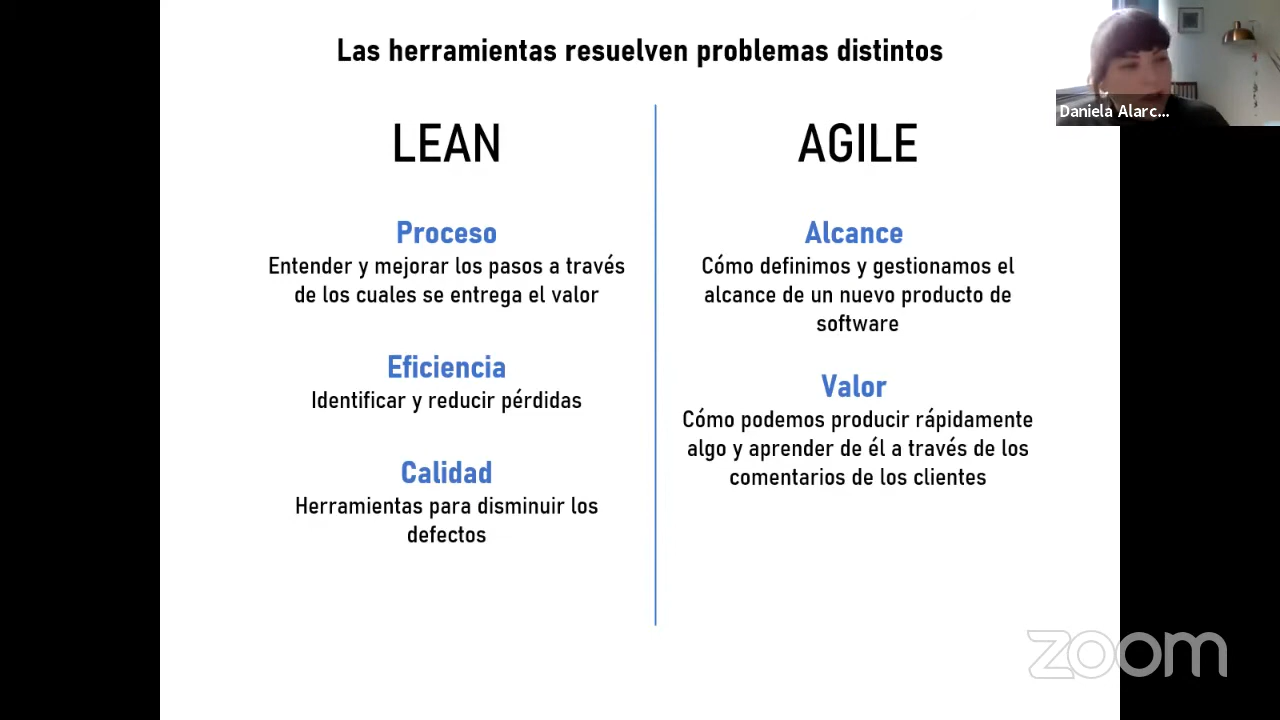 Las herramientas resuelven problemas distintos
Daniela Alarc...
LEAN
Proceso
Entender y mejorar los pasos a través
de los cuales se entrega el valor
Eficiencia
Identificar y reducir pérdidas
Calidad
Herramientas para disminuir los
defectos
AGILE
Alcance
Cómo definimos y gestionamos el
alcance de un nuevo producto de
software
Valor
Cómo podemos producir rápidamente
algo y aprender de él a través de los
comentarios de los clientes
zoom